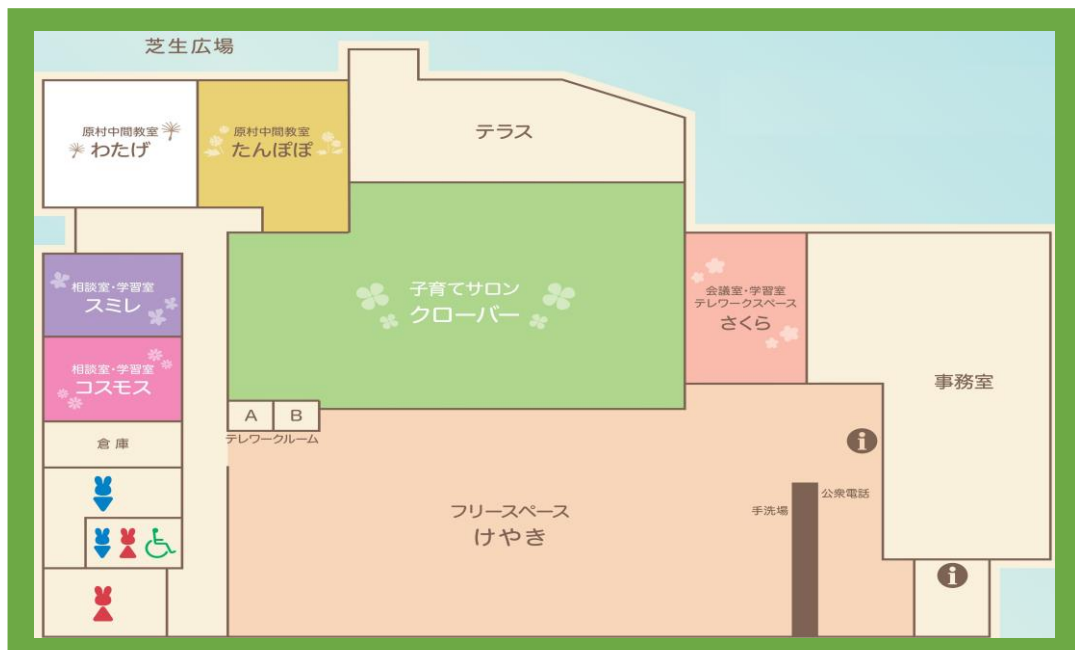 芝生広場
原村中間教室
わたげ
原村中間教室
たんぽぽ
テラス
相談室・学習室
スミレ
子育てサロン
クローバー
会議室・学習室
テレワークスペース
さくら
相談室・学習室
コスモス
事務室
A
B
テレワークルーム
倉庫
i
公衆電話
手洗場
フリースペース
けやき
i